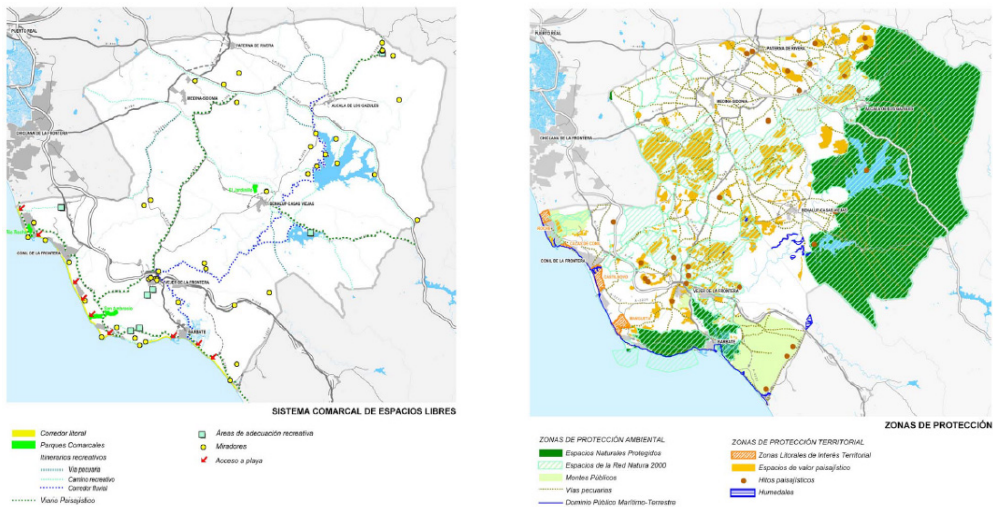 PUERTO REAL
PATERNA DE RIVERA
MEDINA-SIDONIA
ALCALA DE LOS GAZULES
CHICLANA DE LA FRONTERA
El Jardinillo
BENALUP-CASAS VIEJAS
CONIL DE LA FRONTERA
VEJER DE LA FRONTERA
BARBATE
SISTEMA COMARCAL DE ESPACIOS LIBRES
Corredor litoral
Parques Comarcales
Itinerarios recreativos
Vía pecuaria
Camino recreativo
Corredor fluvial
Viario Paisajístico
Áreas de adecuación recreativa
Miradores
Acceso a playa
PUERTO REAL
PATERNA DE RIVERA
MEDINA-SIDONIA
CHICLANA DE LA FRONTERA
BENALUP-CASAS VIEJAS
CONIL DE LA FRONTERA
VEJER DE LA FRONTERA
BARBATE
ZONAS DE PROTECCIÓN
ZONAS DE PROTECCIÓN AMBIENTAL
Espacios Naturales Protegidos
Espacios de la Red Natura 2000
Montes Públicos
Vías pecuarias
Dominio Público Marítimo-Terrestre
ZONAS DE PROTECCIÓN TERRITORIAL
Zonas Litorales de Interés Territorial
Espacios de valor paisajístico
Hitos paisajísticos
Humedales